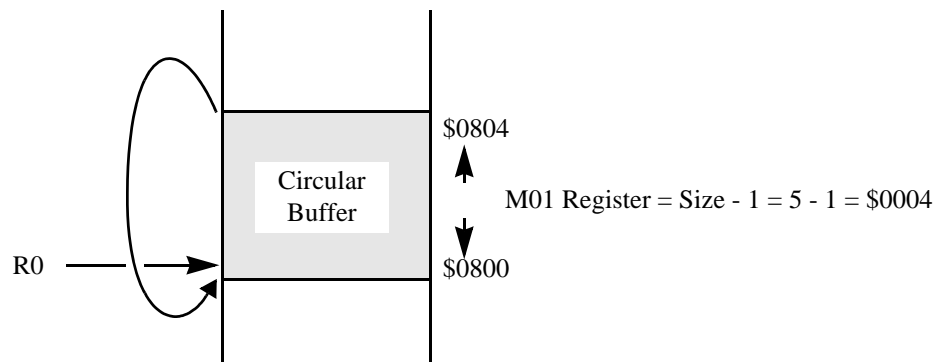 $0804
Circular
Buffer
M01 Register = Size - 1 = 5 - 1 = $0004
R0
$0800